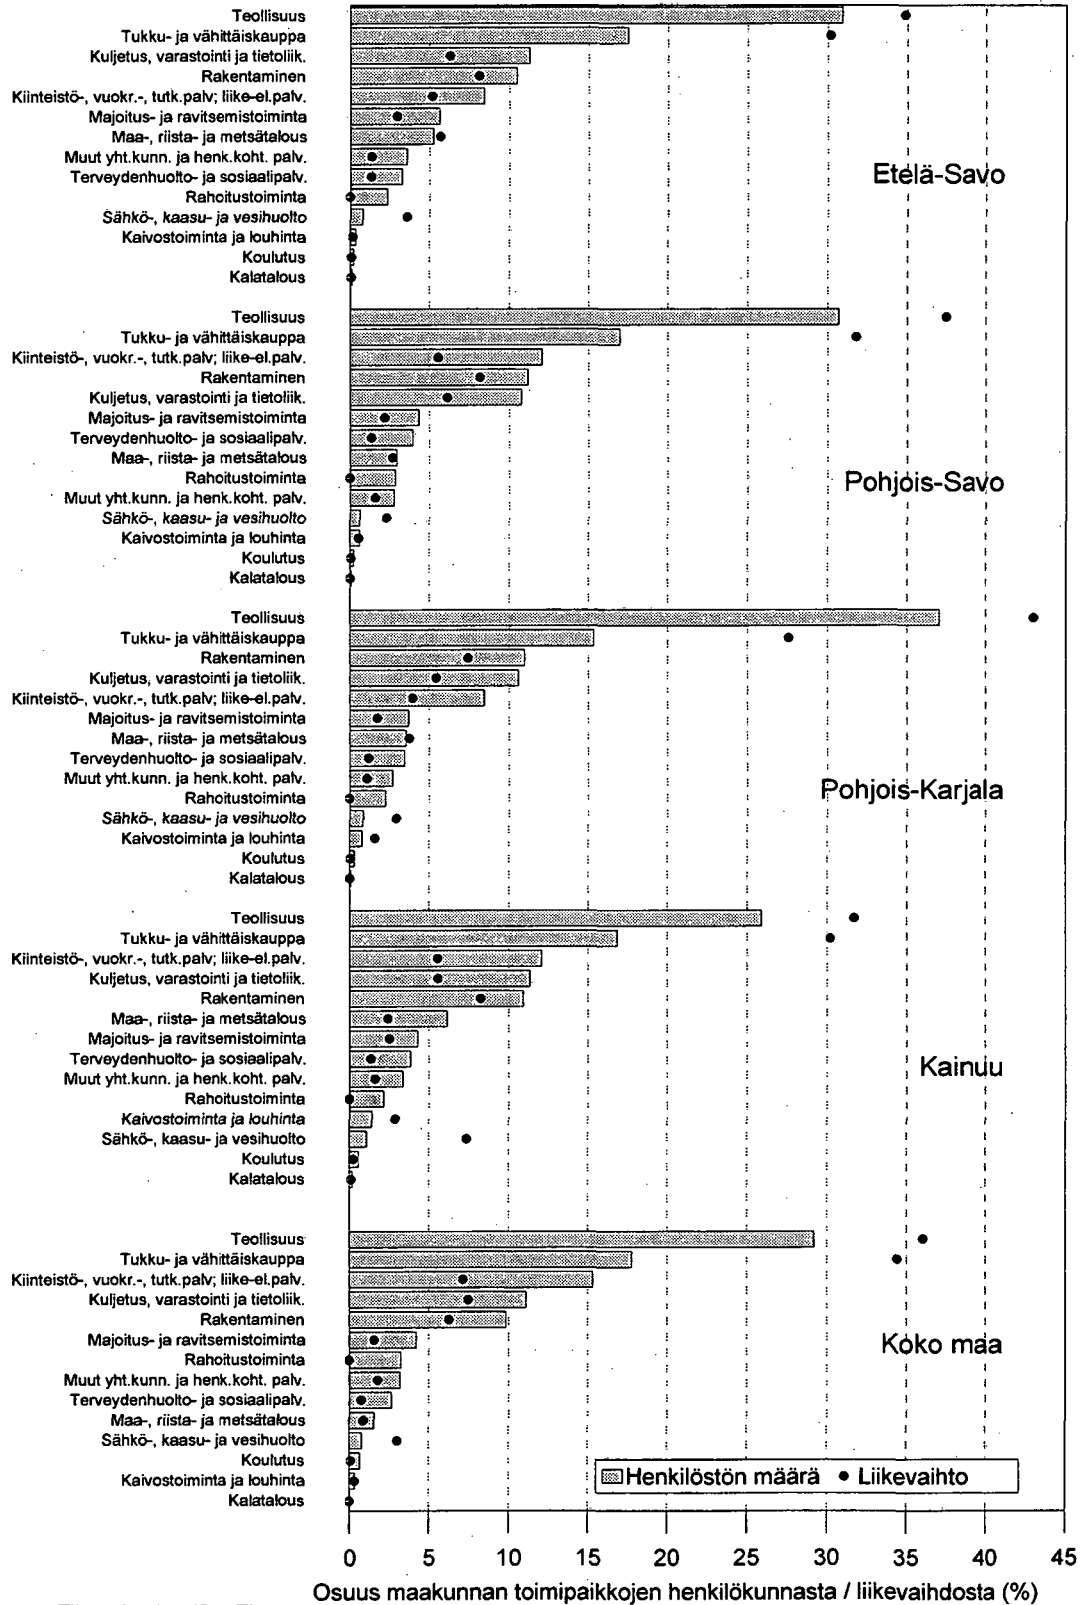 Teollisuus
Tukku- ja vähittäiskauppa
Kuljetus, varastointi ja tietoliik.
Rakentaminen
Kiinteistö-, vuokr.-, tutk.palv; liike-el.palv.
Majoitus- ja ravitsemistoiminta
Maa-, riista- ja metsätalous
Muut yht.kunn. ja henk.koht. palv.
Terveydenhuolto- ja sosiaalipalv.
Rahoitustoiminta
Sähkö-, kaasu- ja vesihuolto
Kaivostoiminta ja louhinta
Koulutus
Kalatalous
Etelä-Savo
Teollisuus
Tukku- ja vähittäiskauppa
Kiinteistö-, vuokr.-, tutk.palv; liike-el.palv.
Rakentaminen
Kuljetus, varastointi ja tietoliik.
Majoitus- ja ravitsemistoiminta
Terveydenhuolto- ja sosiaalipalv.
Maa-, riista- ja metsätalous
Rahoitustoiminta
Muut yht.kunn. ja henk.koht. palv.
Sähkö-, kaasu- ja vesihuolto
Kaivostoiminta ja louhinta
Koulutus
Kalatalous
Pohjois-Savo
Teollisuus
Tukku- ja vähittäiskauppa
Rakentaminen
Kuljetus, varastointi ja tietoliik.
Kiinteistö-, vuokr.-, tutk.palv; liike-el.palv.
Majoitus- ja ravitsemistoiminta
Maa-, riista- ja metsätalous
Terveydenhuolto- ja sosiaalipalv.
Muut yht.kunn. ja henk.koht. palv.
Rahoitustoiminta
Sähkö-, kaasu- ja vesihuolto
Kaivostoiminta ja louhinta
Koulutus
Kalatalous
Pohjois-Karjala
Teollisuus
Tukku- ja vähittäiskauppa
Kiinteistö-, vuokr.-, tutk.palv; liike-el.palv.
Kuljetus, varastointi ja tietoliik.
Rakentaminen
Maa-, riista- ja metsätalous
Majoitus- ja ravitsemistoiminta
Terveydenhuolto- ja sosiaalipalv.
Muut yht.kunn. ja henk.koht. palv.
Rahoitustoiminta
Kaivostoiminta ja louhinta
Sähkö-, kaasu- ja vesihuolto
Koulutus
Kalatalous
Kainuu
Teollisuus
Tukku- ja vähittäiskauppa
Kiinteistö-, vuokr.-, tutk.palv; liike-el.palv.
Kuljetus, varastointi ja tietoliik.
Rakentaminen
Majoitus- ja ravitsemistoiminta
Rahoitustoiminta
Muut yht.kunn. ja henk.koht. palv.
Terveydenhuolto- ja sosiaalipalv.
Maa-, riista- ja metsätalous
Sähkö-, kaasu- ja vesihuolto
Koulutus
Kaivostoiminta ja louhinta
Kalatalous
Koko maa
Henkilöstön määrä Liikevaihto
0 5 10 15 20 25 30 35 40 45
Osuus maakunnan toimipaikkojen henkilökunnasta / liikevaihdosta (%)